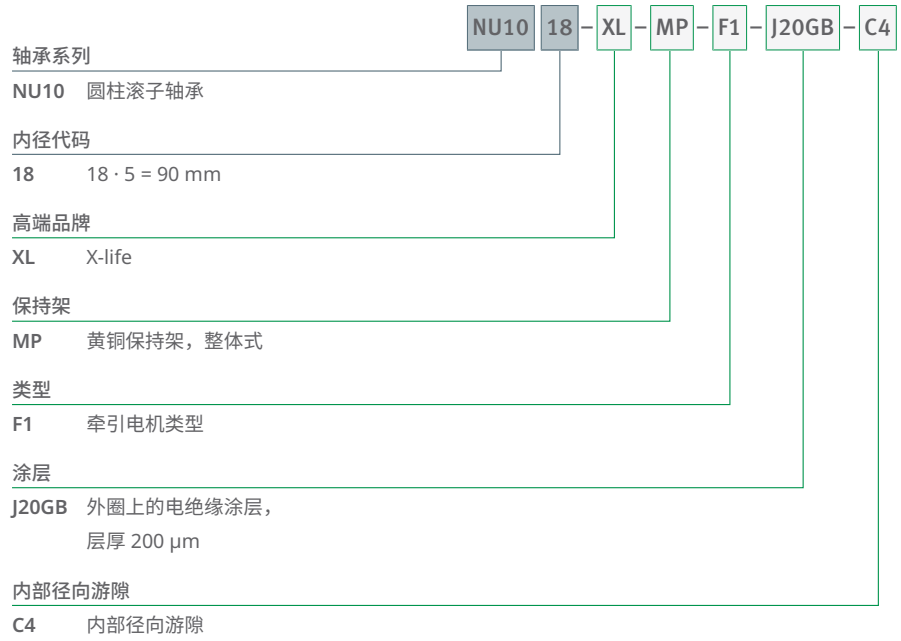 NU10 18 – XL – MP – F1 – J20GB – C4
轴承系列
NU10 圆柱滚子轴承
内径代码
18 18 · 5 = 90 mm
高端品牌
XL X-life
保持架
MP 黄铜保持架，整体式
类型
F1 牵引电机类型
涂层
J20GB 外圈上的电绝缘涂层，
层厚 200 μm
内部径向游隙
C4 内部径向游隙